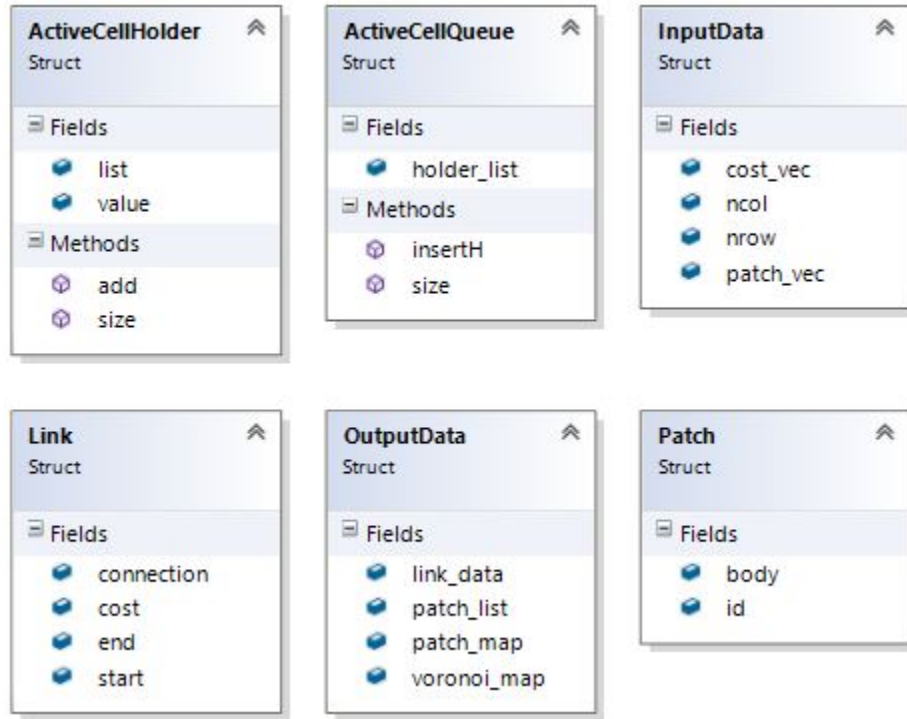 ActiveCellHolder
Struct
Fields
list
value
Methods
add
size
ActiveCellQueue
Struct
Fields
holder_list
Methods
insertH
size
InputData
Struct
Fields
cost_vec
ncol
nrow
patch_vec
Link
Struct
Fields
connection
cost
end
start
OutputData
Struct
Fields
link_data
patch_list
patch_map
voronoi_map
Patch
Struct
Fields
body
id